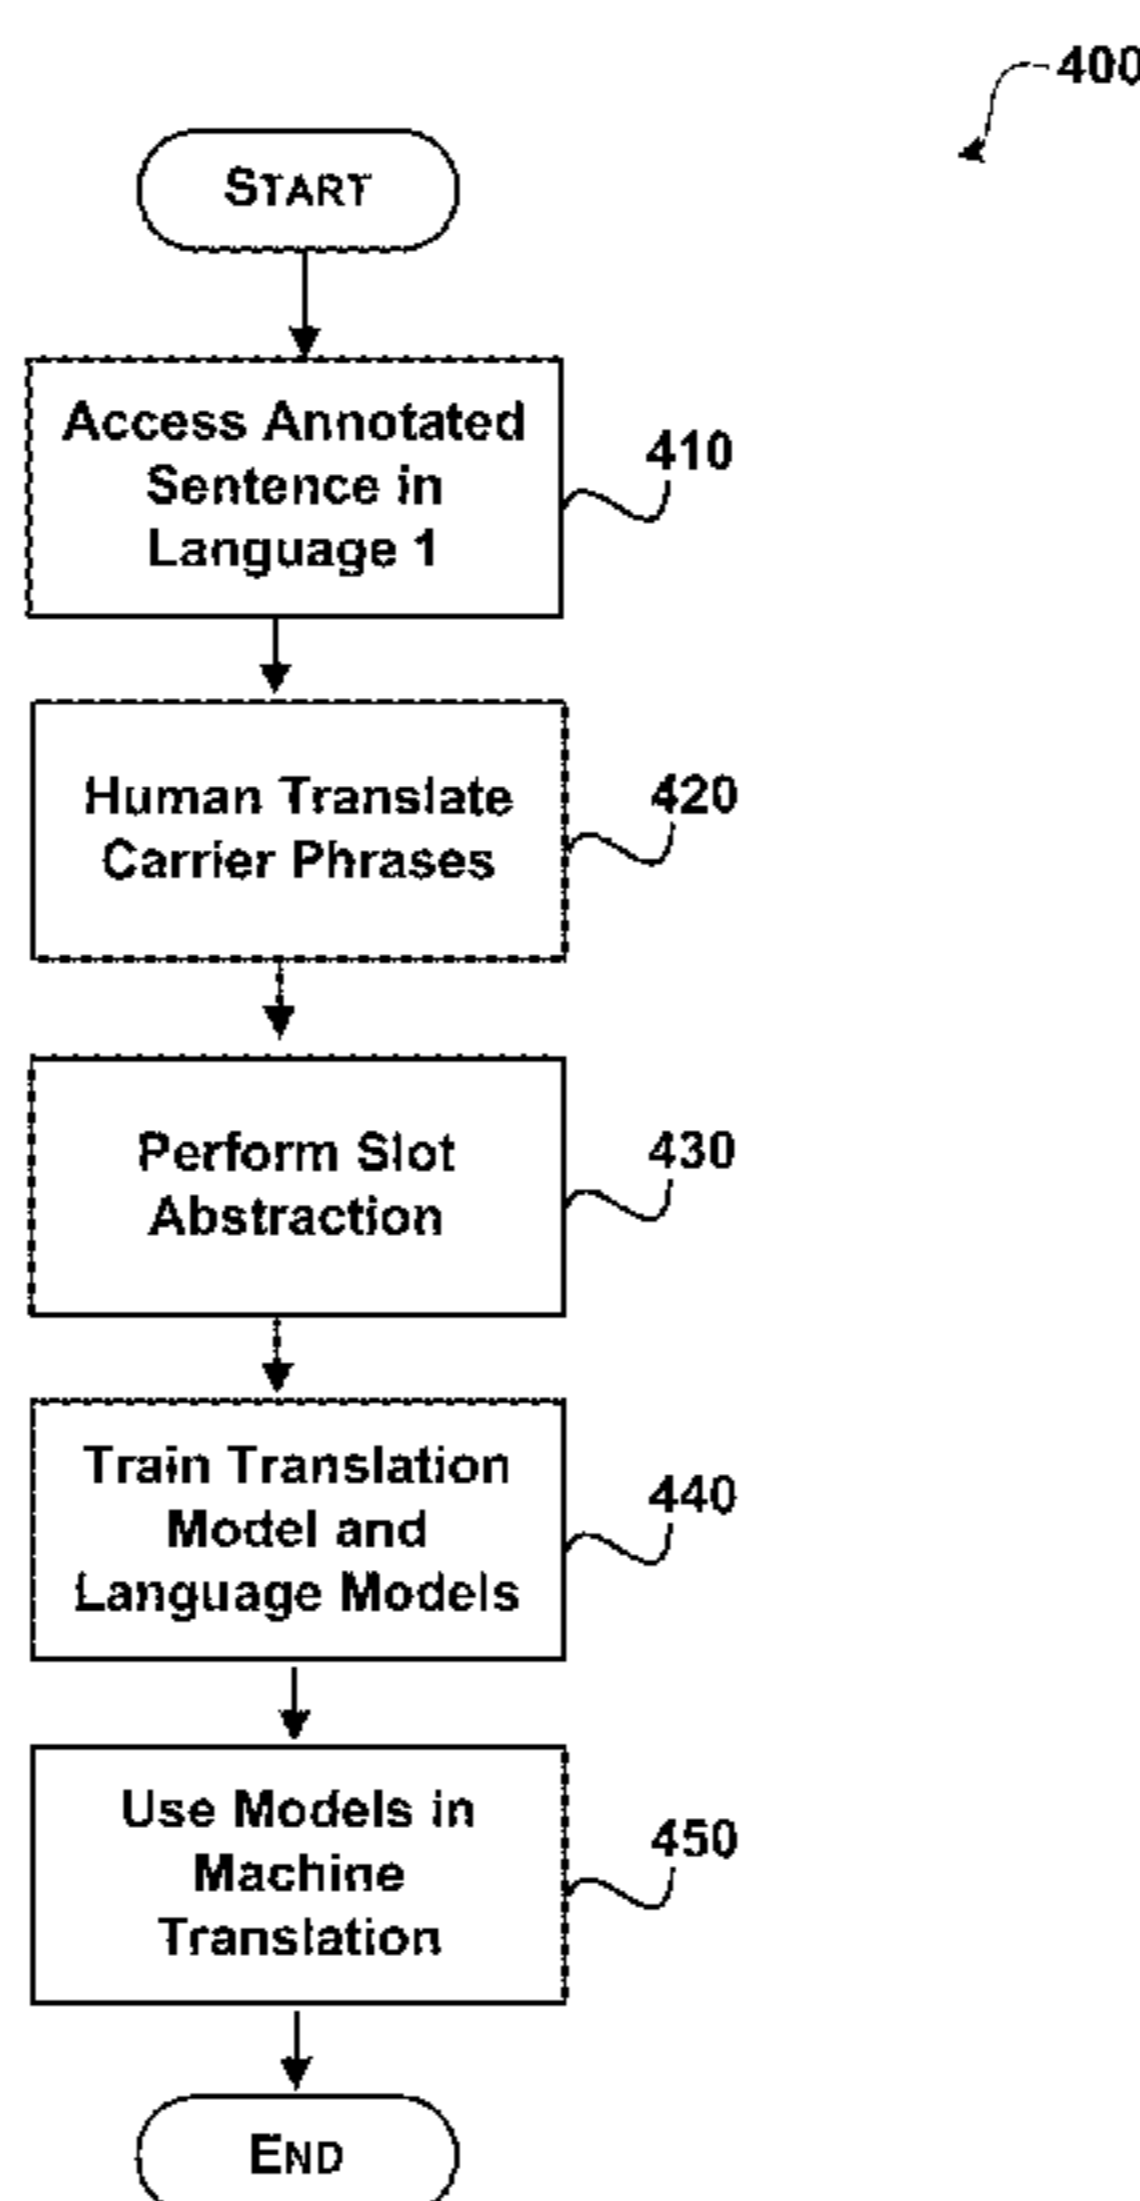 400
START
Access Annotated
Sentence in
Language 1
410
Human Translate
Carrier Phrases
420
Perform Slot
Abstraction
430
Train Translation
Model and
Language Models
440
Use Models in
Machine
Translation
450
END